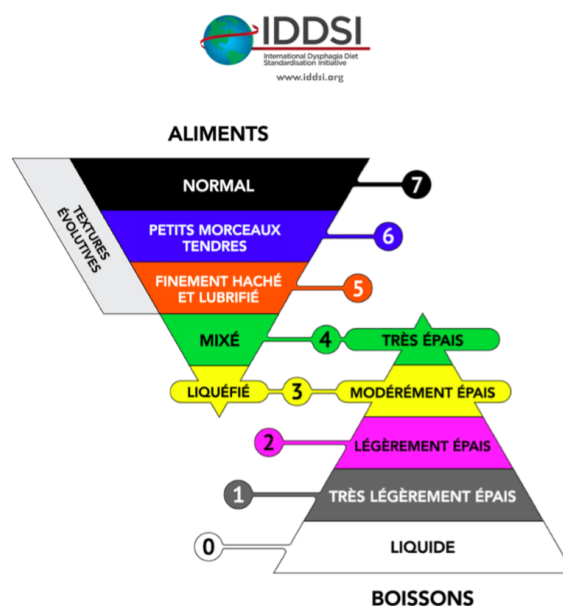 IDDSI
International Dysphagia Diet
Standardisation Initiative
www.iddsi.org
ALIMENTS
TEXTURES
ÉVOLUTIVES
NORMAL
7
PETITS MORCEAUX
TENDRES
6
FINEMENT HACHÉ
ET LUBRIFIÉ
5
MIXÉ
4
TRÈS ÉPAIS
LIQUÉFIÉ
3
MODÉRÉMENT ÉPAIS
2
LÉGÈREMENT ÉPAIS
1
TRÈS LÉGÈREMENT ÉPAIS
0
LIQUIDE
BOISSONS